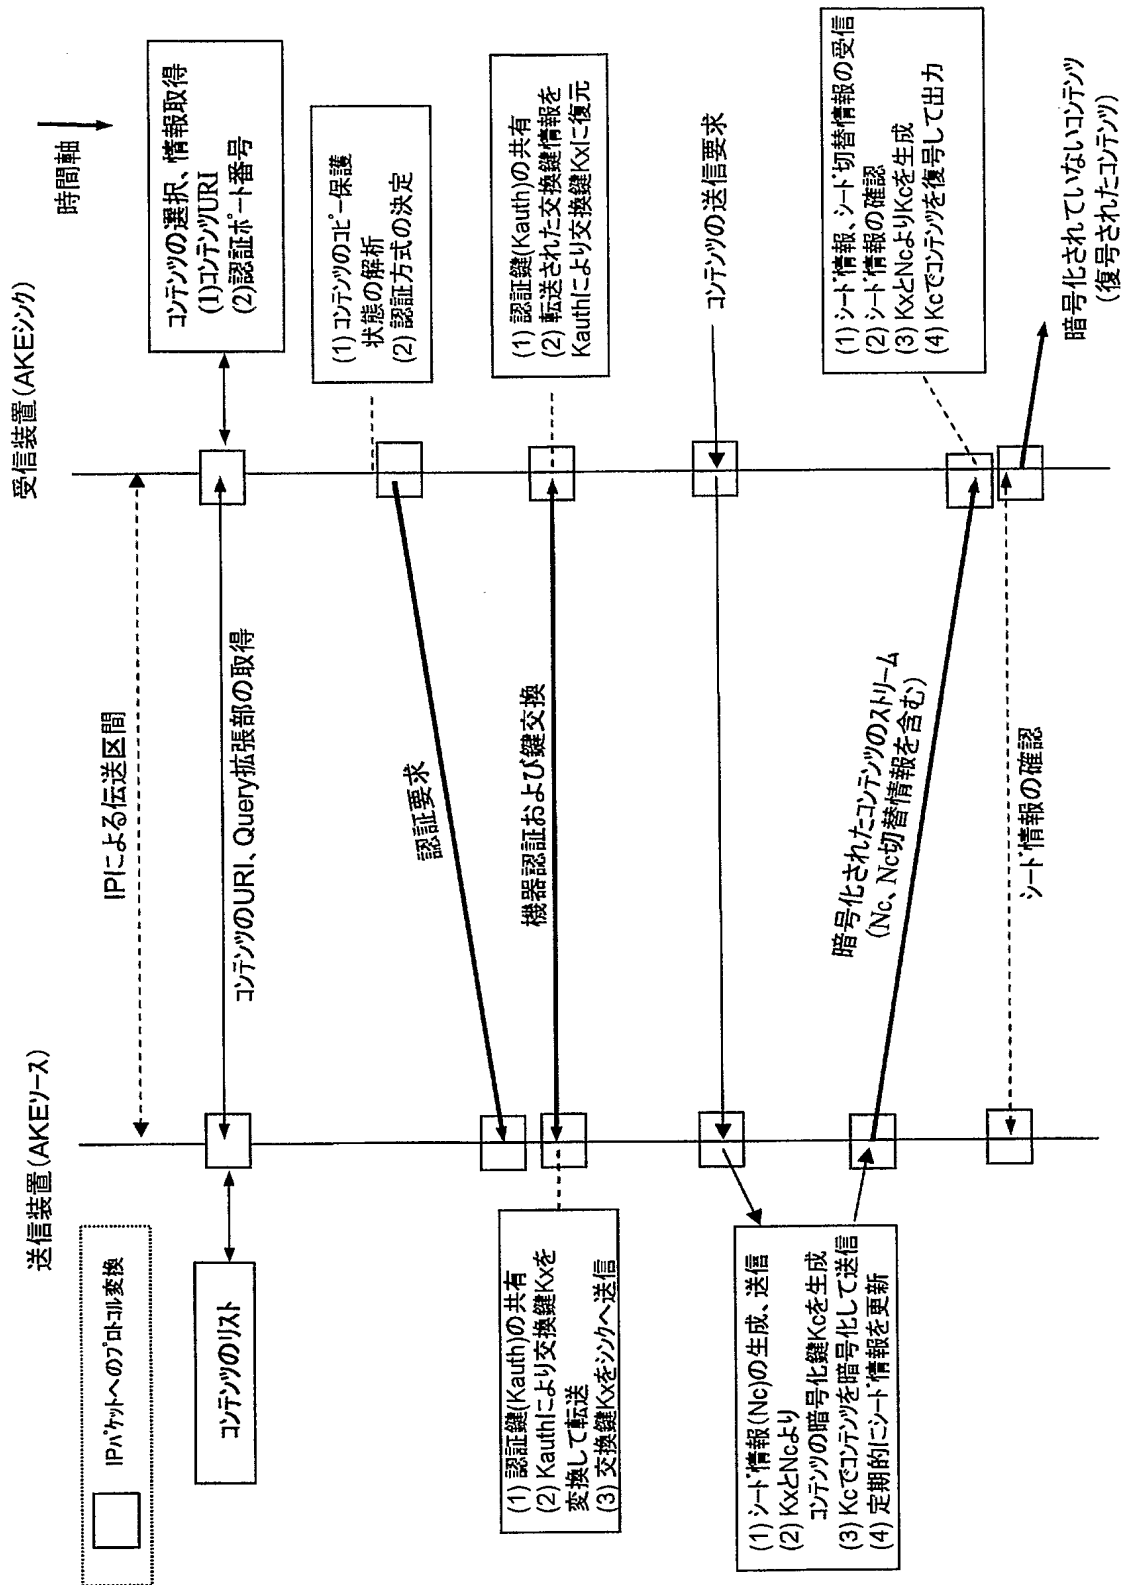 送信装置(AKEソース)
受信装置(AKEシンク)
時間軸
IPパケットへのプロトコル変換
IPによる伝送区間
コンテンツのリスト
コンテンツのURI、Query拡張部の取得
コンテンツの選択、情報取得
(1)コンテンツURI
(2)認証ポート番号
(1) コンテンツのコピー保護
状態の解析
(2) 認証方式の決定
認証要求
(1) 認証鍵(Kauth)の共有
(2) Kauthにより交換鍵Kxを
変換して転送
(3) 交換鍵Kxをシンクへ送信
機器認証および鍵交換
(1) 認証鍵(Kauth)の共有
(2) 転送された交換鍵情報を
Kauthにより交換鍵Kxに復元
コンテンツの送信要求
(1) シード情報(Nc)の生成、送信
(2) KxとNcより
コンテンツの暗号化鍵Kcを生成
(3) Kcでコンテンツを暗号化して送信
(4) 定期的にシード情報を更新
暗号化されたコンテンツのストリーム
(Nc、Nc切替情報を含む)
(1) シード情報、シード切替情報の受信
(2) シード情報の確認
(3) KxとNcよりKcを生成
(4) Kcでコンテンツを復号して出力
シード情報の確認
暗号化されていないコンテンツ
(復号されたコンテンツ)